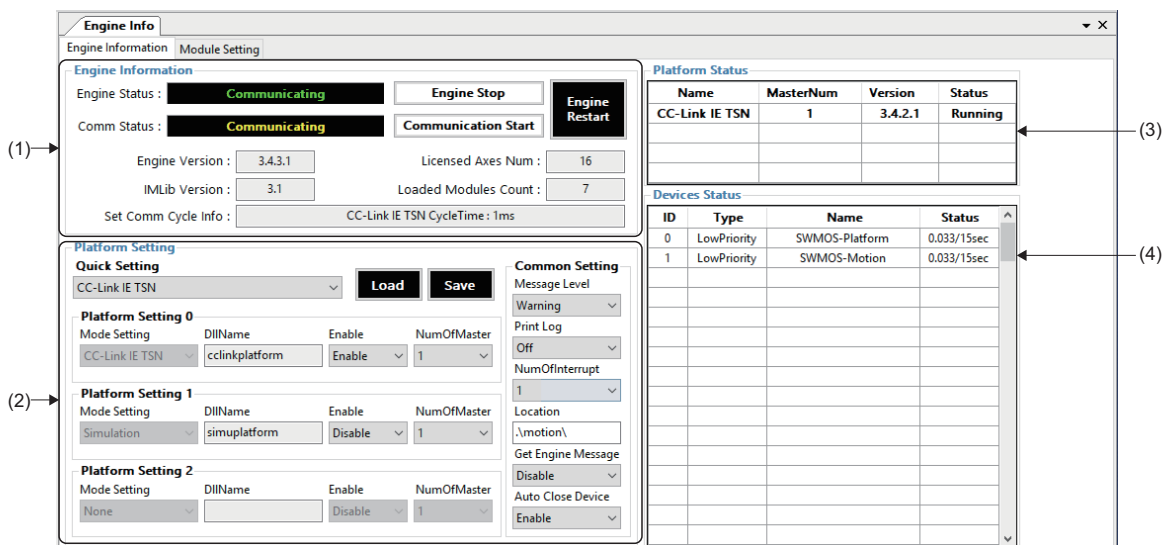 Engine Info
Engine Information Module Setting
Engine Information
Engine Status : Communicating Engine Stop Engine Restart
Comm Status : Communicating Communication Start
Engine Version : 3.4.3.1 Licensed Axes Num : 16
IMLib Version : 3.1 Loaded Modules Count : 7
Set Comm Cycle Info : CC-Link IE TSN CycleTime : 1ms
(1)
Platform Setting
Quick Setting
CC-Link IE TSN Load Save
Platform Setting 0
Mode Setting DllName Enable NumOfMaster
CC-Link IE TSN cclinkplatform Enable 1
Platform Setting 1
Mode Setting DllName Enable NumOfMaster
Simulation simuplatform Disable 1
Platform Setting 2
Mode Setting DllName Enable NumOfMaster
None Disable 1
(2)
Common Setting
Message Level
Warning
Print Log
Off
NumOfInterrupt
1
Location
.\motion\
Get Engine Message
Disable
Auto Close Device
Enable
Platform Status
Name MasterNum Version Status
CC-Link IE TSN 1 3.4.2.1 Running
(3)
Devices Status
ID Type Name Status
0 LowPriority SWMOS-Platform 0.033/15sec
1 LowPriority SWMOS-Motion 0.033/15sec
(4)